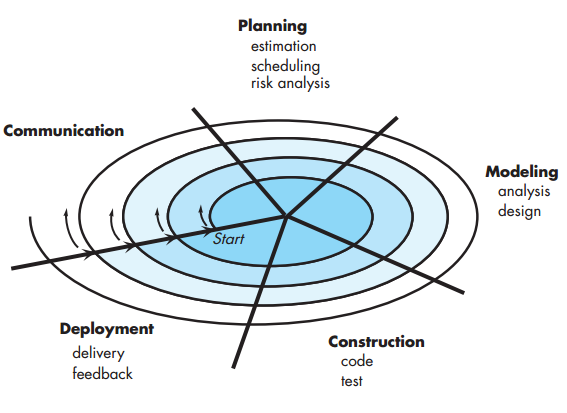 Planning
estimation
scheduling
risk analysis
Communication
Modeling
analysis
design
Start
Deployment
delivery
feedback
Construction
code
test